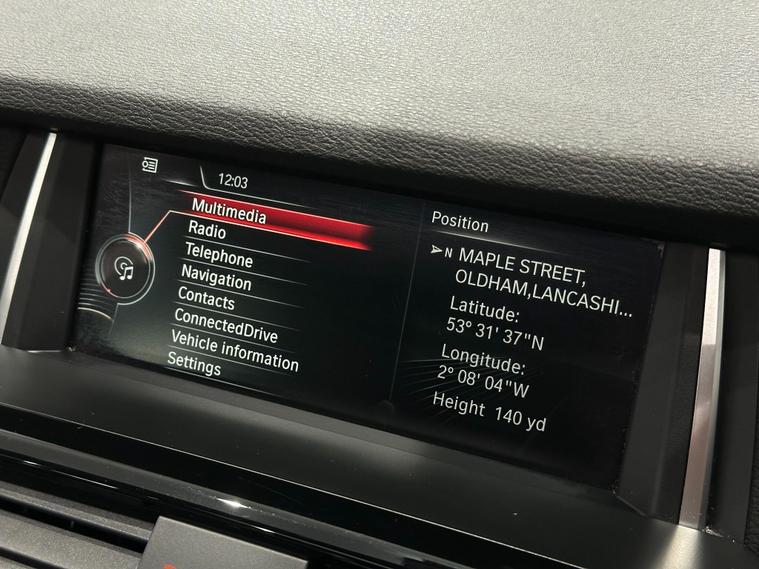 12:03
Multimedia
Radio
Telephone
Navigation
Contacts
ConnectedDrive
Vehicle information
Settings
Position
N MAPLE STREET,
OLDHAM,LANCASHI...
Latitude:
53° 31' 37"N
Longitude:
2° 08' 04"W
Height 140 yd